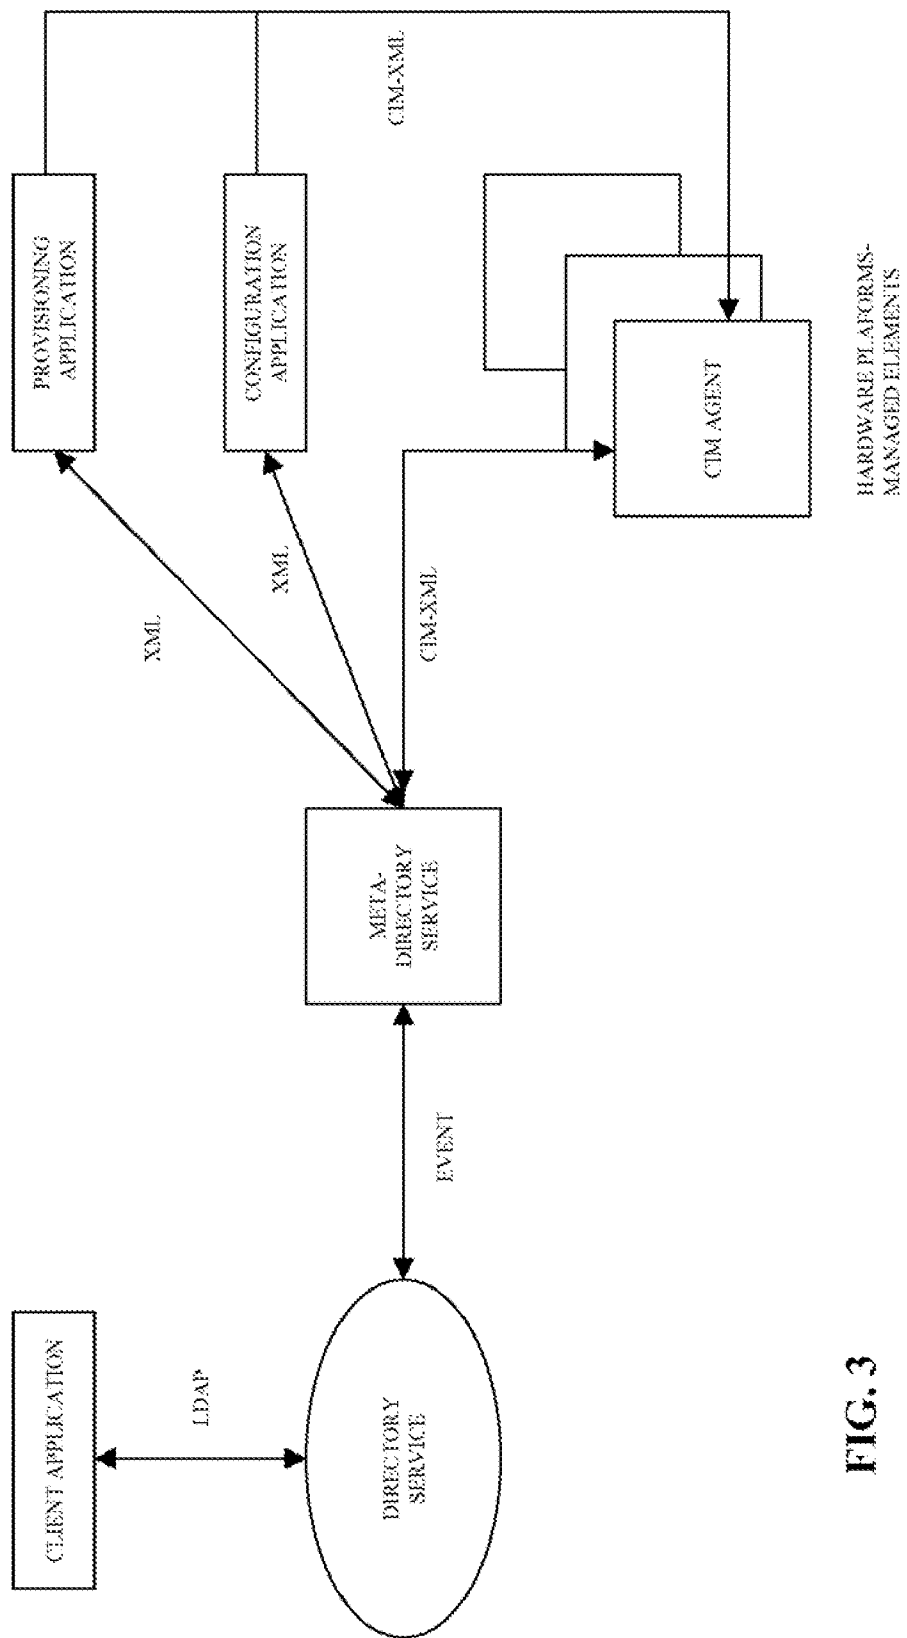 CLIENT APPLICATION
LDAP
DIRECTORY
SERVICE
EVENT
META-
DIRECTORY
SERVICE
XML
XML
CIM-XML
PROVISIONING
APPLICATION
CONFIGURATION
APPLICATION
CIM-XML
CIM AGENT
HARDWARE PLAFORMS-
MANAGED ELEMENTS
FIG. 3